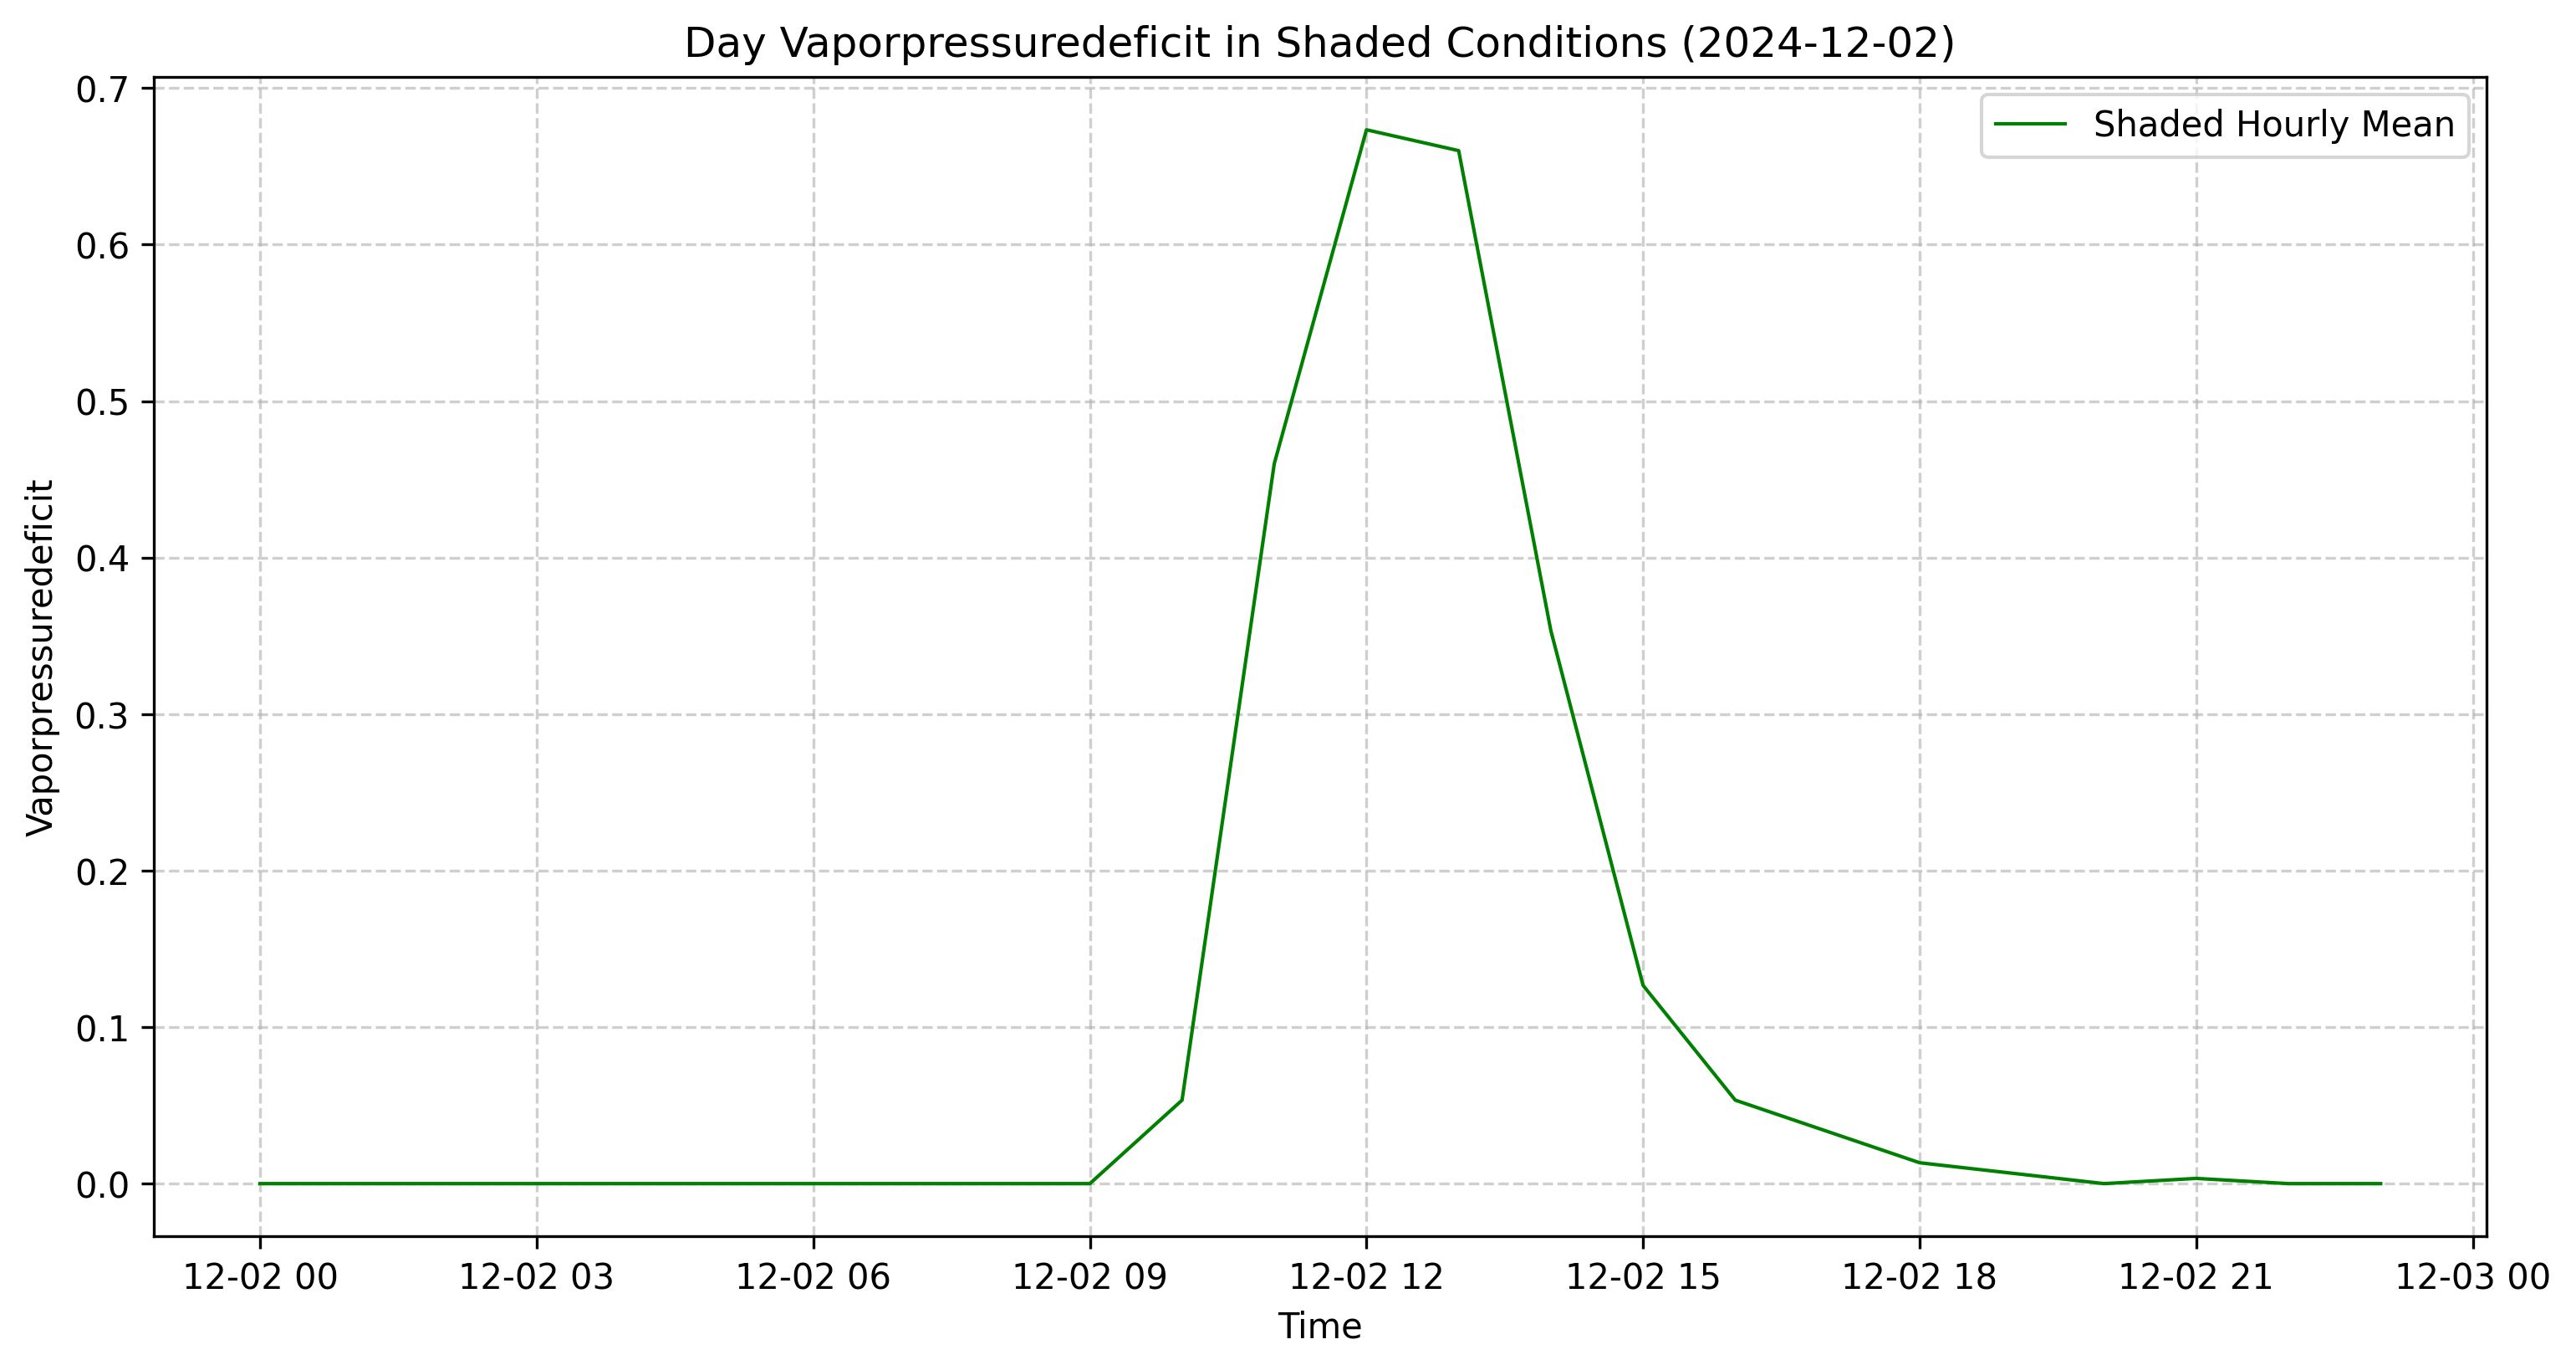 Day Vaporpressuredeficit in Shaded Conditions (2024-12-02)
Shaded Hourly Mean
Vaporpressuredeficit
0.7
0.6
0.5
0.4
0.3
0.2
0.1
0.0
12-02 00 12-02 03 12-02 06 12-02 09 12-02 12 12-02 15 12-02 18 12-02 21 12-03 00
Time